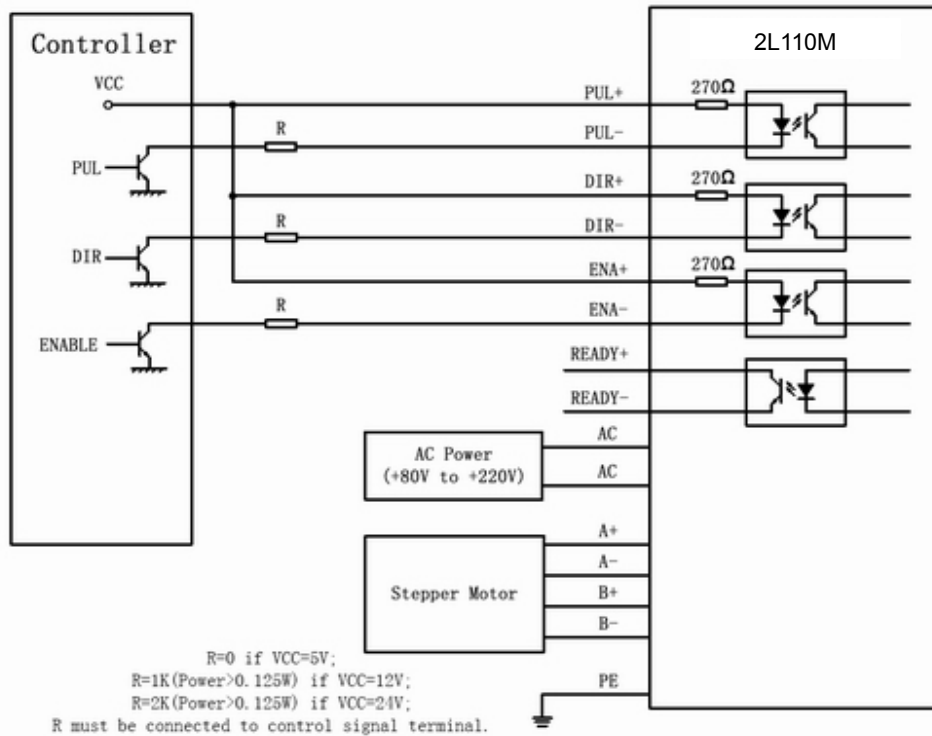 Controller
2L110M
VCC
PUL+
270Ω
R
PUL-
PUL
DIR+
270Ω
R
DIR-
DIR
ENA+
270Ω
R
ENA-
ENABLE
READY+
READY-
AC Power
(+80V to +220V)
AC
AC
Stepper Motor
A+
A-
B+
B-
PE
R=0 if VCC=5V;
R=1K(Power>0.125W) if VCC=12V;
R=2K(Power>0.125W) if VCC=24V;
R must be connected to control signal terminal.